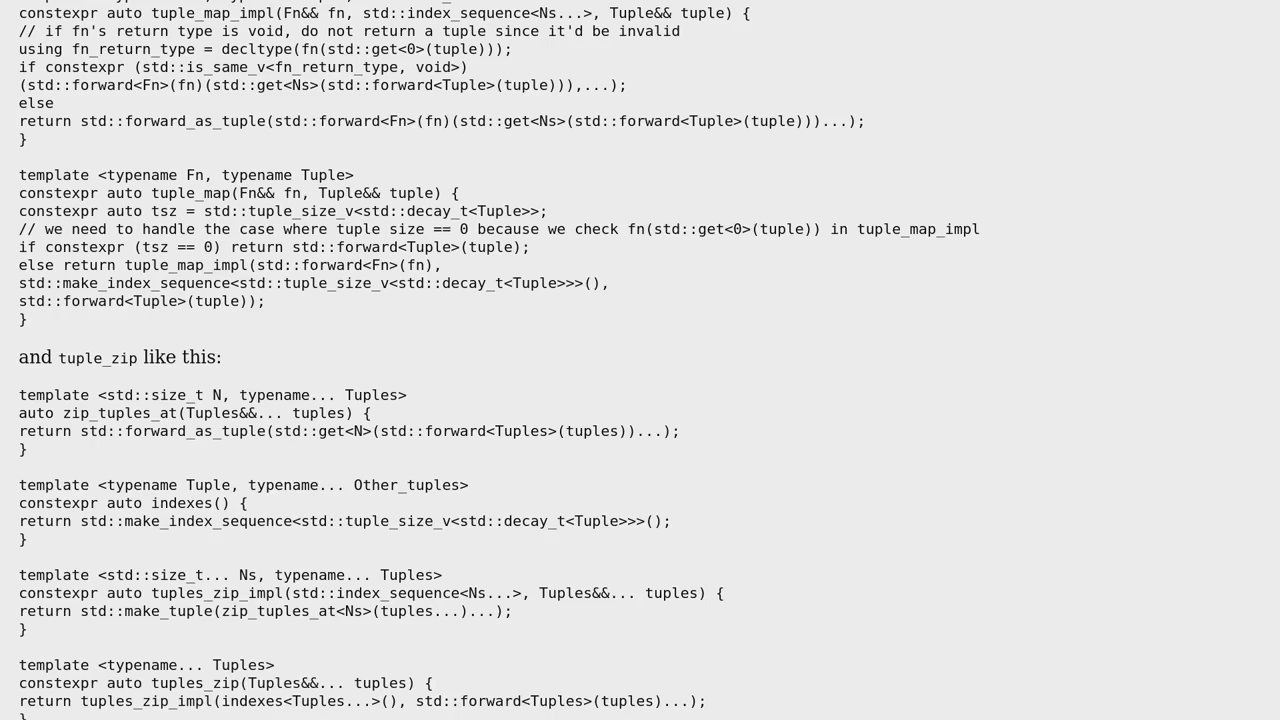 constexpr auto tuple_map_impl(Fn&& fn, std::index_sequence<Ns...>, Tuple&& tuple) {
// if fn's return type is void, do not return a tuple since it'd be invalid
using fn_return_type = decltype(fn(std::get<0>(tuple)));
if constexpr (std::is_same_v<fn_return_type, void>)
(std::forward<Fn>(fn)(std::get<Ns>(std::forward<Tuple>(tuple))),...);
else
return std::forward_as_tuple(std::forward<Fn>(fn)(std::get<Ns>(std::forward<Tuple>(tuple)))...);
}
template <typename Fn, typename Tuple>
constexpr auto tuple_map(Fn&& fn, Tuple&& tuple) {
constexpr auto tsz = std::tuple_size_v<std::decay_t<Tuple>>;
// we need to handle the case where tuple size == 0 because we check fn(std::get<0>(tuple)) in tuple_map_impl
if constexpr (tsz == 0) return std::forward<Tuple>(tuple);
else return tuple_map_impl(std::forward<Fn>(fn),
std::make_index_sequence<std::tuple_size_v<std::decay_t<Tuple>>>(),
std::forward<Tuple>(tuple));
}
and tuple_zip like this:
template <std::size_t N, typename... Tuples>
auto zip_tuples_at(Tuples&&... tuples) {
return std::forward_as_tuple(std::get<N>(std::forward<Tuples>(tuples))...);
}
template <typename Tuple, typename... Other_tuples>
constexpr auto indexes() {
return std::make_index_sequence<std::tuple_size_v<std::decay_t<Tuple>>>();
}
template <std::size_t... Ns, typename... Tuples>
constexpr auto tuples_zip_impl(std::index_sequence<Ns...>, Tuples&&... tuples) {
return std::make_tuple(zip_tuples_at<Ns>(tuples...)...);
}
template <typename... Tuples>
constexpr auto tuples_zip(Tuples&&... tuples) {
return tuples_zip_impl(indexes<Tuples...>(), std::forward<Tuples>(tuples)...);
}